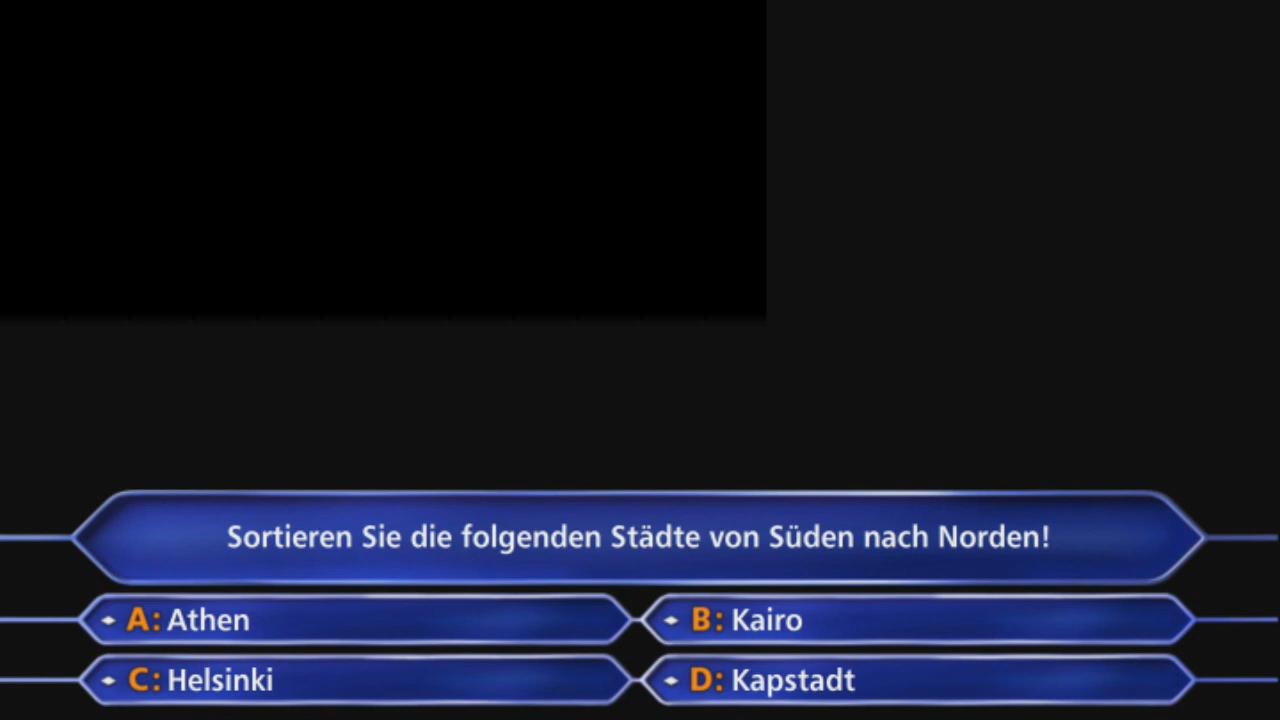 Sortieren Sie die folgenden Städte von Süden nach Norden!
A: Athen
B: Kairo
C: Helsinki
D: Kapstadt